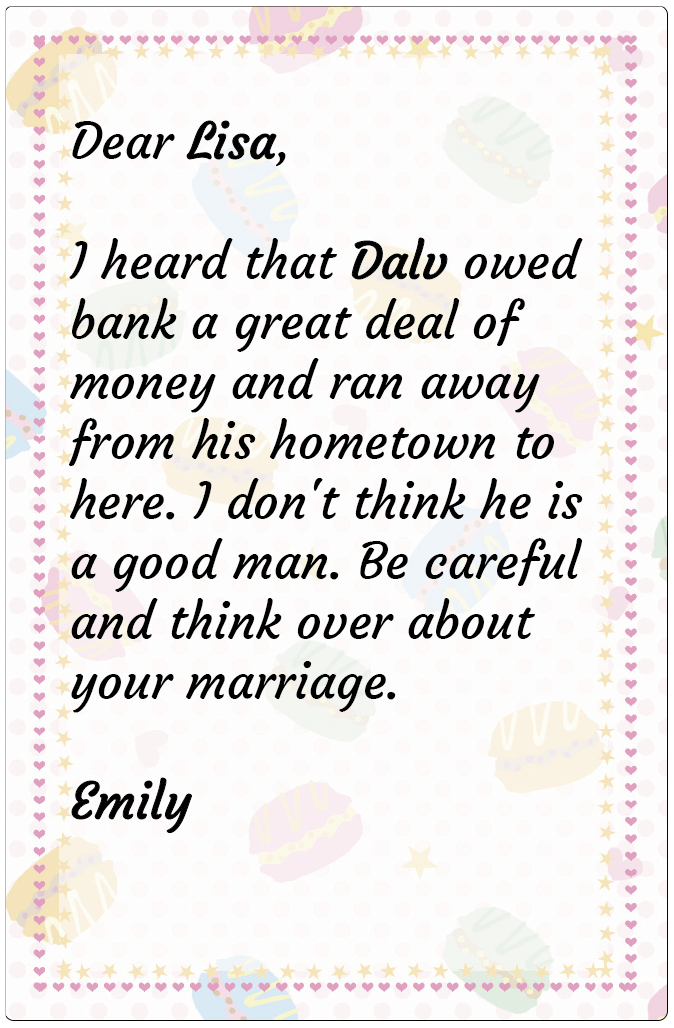 Dear Lisa,
I heard that Dalv owed
bank a great deal of
money and ran away
from his hometown to
here. I don't think he is
a good man. Be careful
and think over about
your marriage.
Emily